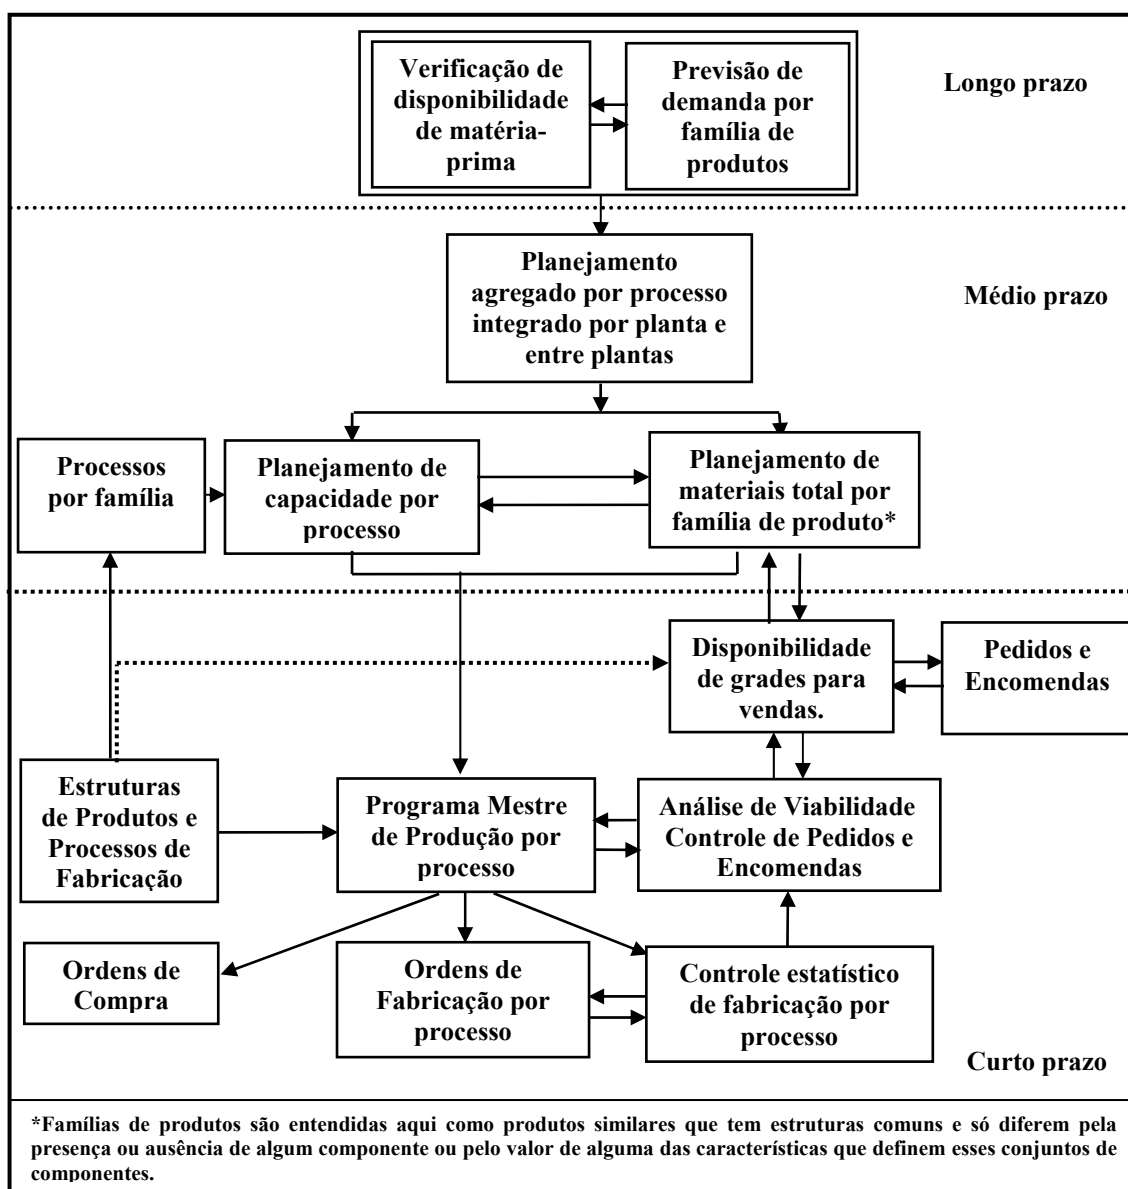 Verificação de
disponibilidade
de matéria-
prima
Previsão de
demanda por
família de
produtos
Longo prazo
Planejamento
agregado por processo
integrado por planta e
entre plantas
Médio prazo
Processos
por família
Planejamento de
capacidade por
processo
Planejamento de
materiais total por
família de produto*
Disponibilidade
de grades para
vendas.
Pedidos e
Encomendas
Estruturas
de Produtos e
Processos de
Fabricação
Programa Mestre
de Produção por
processo
Análise de Viabilidade
Controle de Pedidos e
Encomendas
Ordens de
Compra
Ordens de
Fabricação por
processo
Controle estatístico
de fabricação por
processo
Curto prazo
*Famílias de produtos são entendidas aqui como produtos similares que tem estruturas comuns e só diferem pela
presença ou ausência de algum componente ou pelo valor de alguma das características que definem esses conjuntos de
componentes.